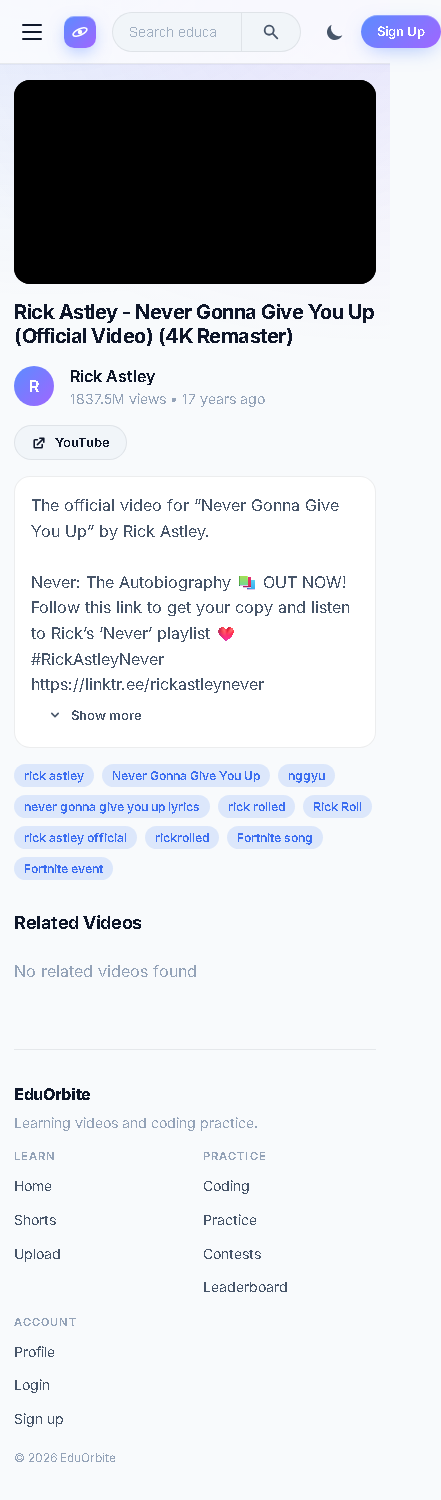 Search educa
Sign Up
Rick Astley - Never Gonna Give You Up
(Official Video) (4K Remaster)
R
Rick Astley
1837.5M views • 17 years ago
YouTube
The official video for “Never Gonna Give
You Up” by Rick Astley.
Never: The Autobiography 📚 OUT NOW!
Follow this link to get your copy and listen
to Rick’s ‘Never’ playlist ❤️
#RickAstleyNever
https://linktr.ee/rickastleynever
Show more
rick astley Never Gonna Give You Up nggyu
never gonna give you up lyrics rick rolled Rick Roll
rick astley official rickrolled Fortnite song
Fortnite event
Related Videos
No related videos found
EduOrbite
Learning videos and coding practice.
LEARN PRACTICE
Home Coding
Shorts Practice
Upload Contests
Leaderboard
ACCOUNT
Profile
Login
Sign up
© 2026 EduOrbite